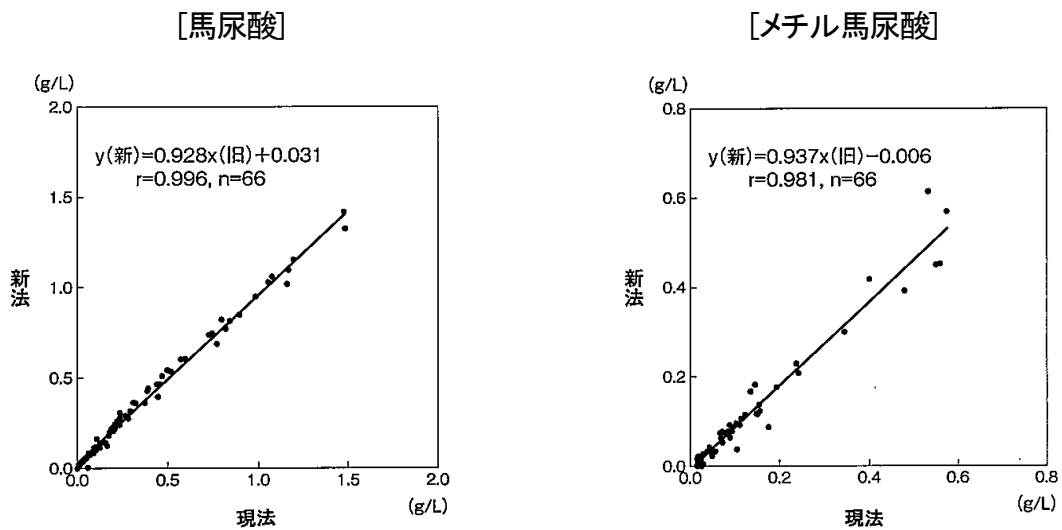 [馬尿酸]
(g/L)
2.0
1.5
1.0
0.5
0.0
y(新)=0.928x(旧)+0.031
r=0.996, n=66
新法
0.0 0.5 1.0 1.5 2.0
(g/L)
現法
[メチル馬尿酸]
(g/L)
0.8
0.6
0.4
0.2
0.0
y(新)=0.937x(旧)−0.006
r=0.981, n=66
新法
0.0 0.2 0.4 0.6 0.8
(g/L)
現法